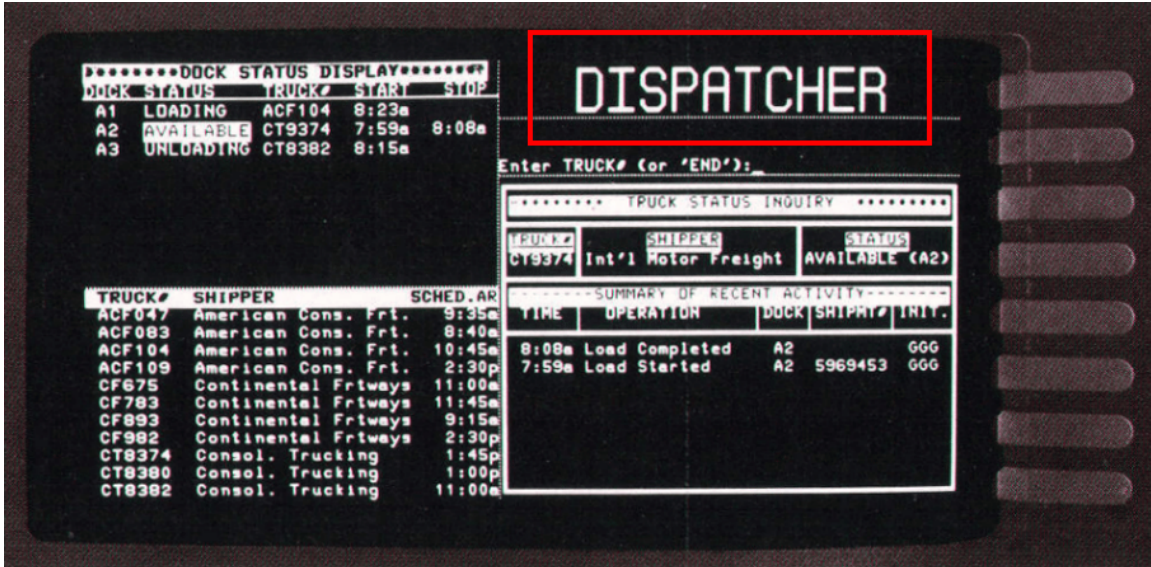 DOCK STATUS DISPLAY
DOCK STATUS TRUCK# START STOP
A1 LOADING ACF104 8:23a
A2 AVAILABLE CT9374 7:59a 8:08a
A3 UNLOADING CT8382 8:15a
TRUCK# SHIPPER SCHED.AR
ACF047 American Cons. Frt. 9:35a
ACF083 American Cons. Frt. 8:40a
ACF104 American Cons. Frt. 10:45a
ACF109 American Cons. Frt. 2:30p
CF675 Continental Frtways 11:00a
CF783 Continental Frtways 11:45a
CF893 Continental Frtways 9:15a
CF982 Continental Frtways 2:30p
CT8374 Consol. Trucking 1:45p
CT8380 Consol. Trucking 1:00p
CT8382 Consol. Trucking 11:00a
DISPATCHER
Enter TRUCK# (or 'END'):_
TRUCK STATUS INQUIRY
TRUCK# SHIPPER STATUS
CT9374 Int'l Motor Freight AVAILABLE (A2)
--------SUMMARY OF RECENT ACTIVITY--------
TIME OPERATION DOCK SHIPMT# INIT.
8:08a Load Completed A2 GGG
7:59a Load Started A2 5969453 GGG